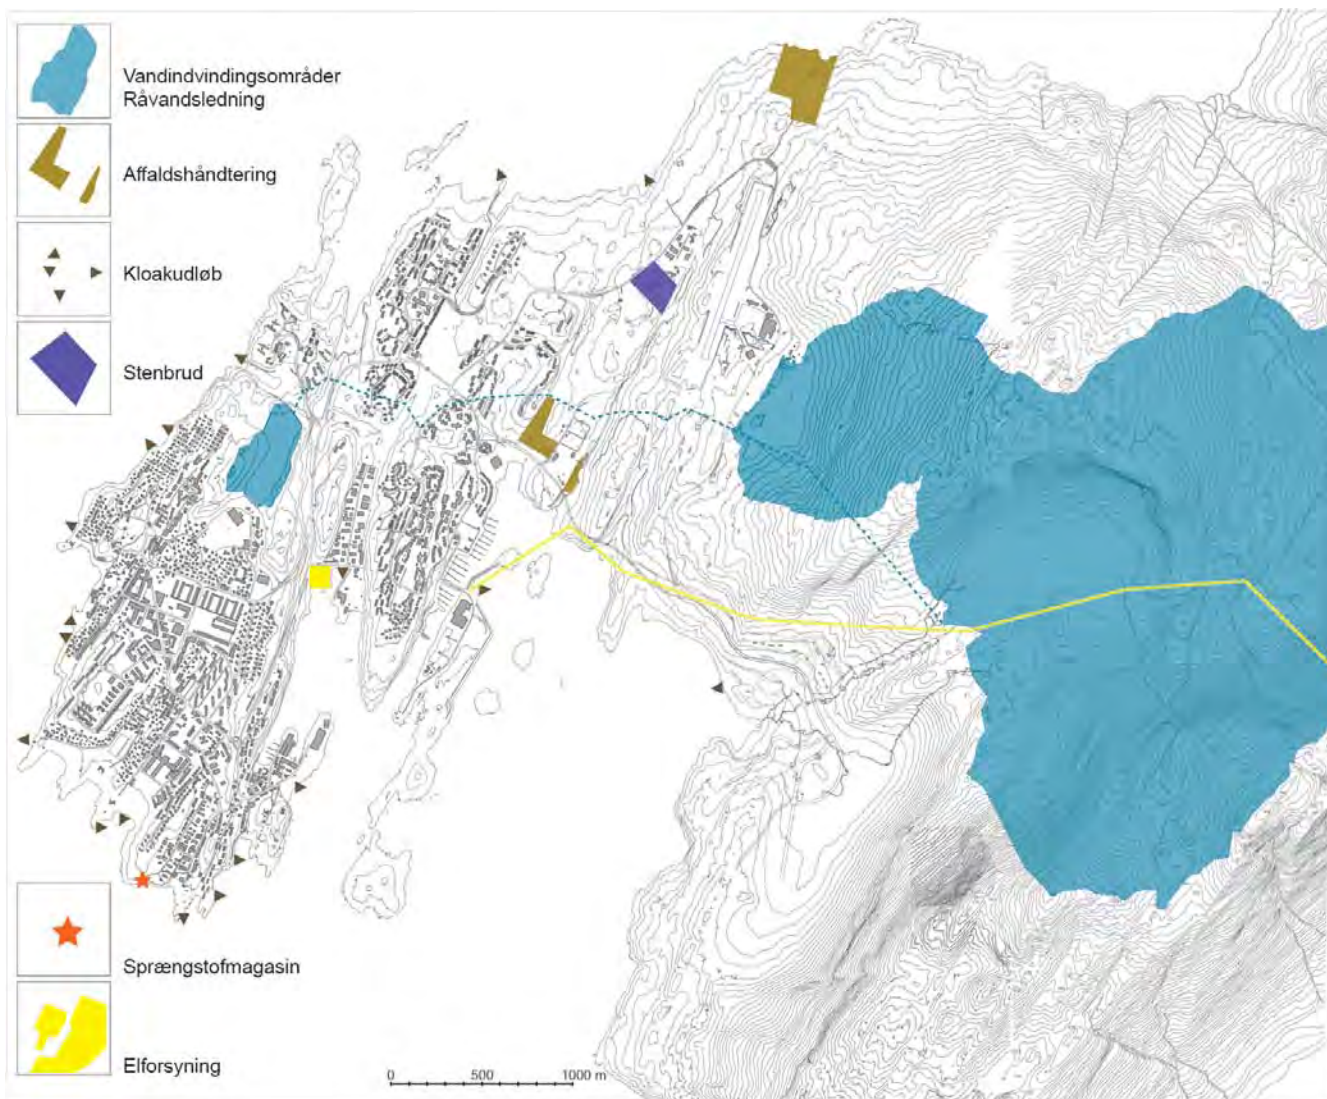 Vandindvindingsområder
Råvandsledning
Affaldshåndtering
Kloakudløb
Stenbrud
Sprængstofmagasin
Elforsyning
0 500 1000 m